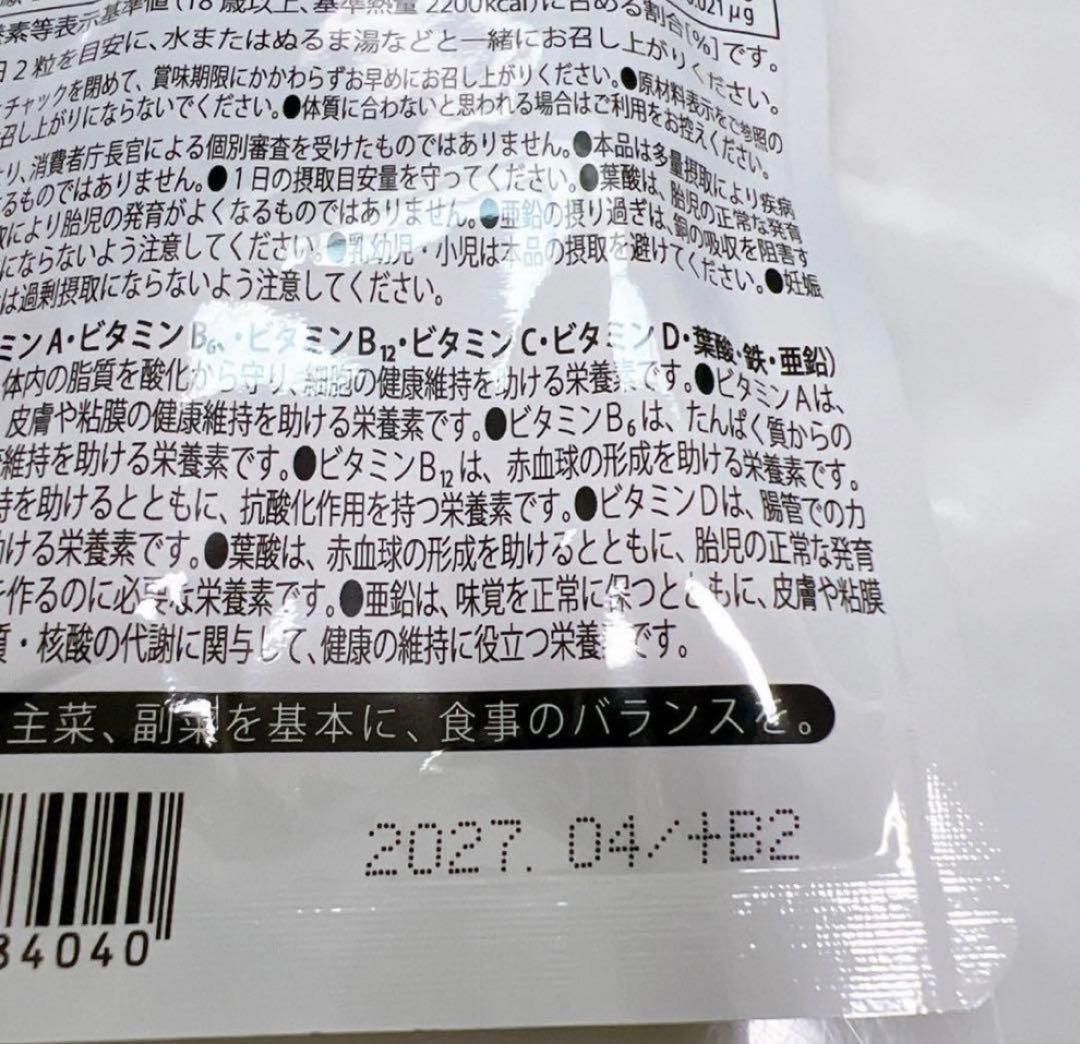 素等表示基準値(18歳以上、基準熱量2200kcal)に占める割合[%]です。
0.021μg
2粒を目安に、水またはぬるま湯などと一緒にお召し上がりください。
チャックを閉めて、賞味期限にかかわらずお早めにお召し上がりください。●原材料表示をご参照の
召し上がりにならないでください。●体質に合わないと思われる場合はご利用をお控えください。
り、消費者庁長官による個別審査を受けたものではありません。●本品は多量摂取により疾病
るものではありません。●1日の摂取目安量を守ってください。●葉酸は、胎児の正常な発育
により胎児の発育がよくなるものではありません。●亜鉛の摂り過ぎは、銅の吸収を阻害す
にならないよう注意してください。●乳幼児・小児は本品の摂取を避けてください。●妊娠
は過剰摂取にならないよう注意してください。
ミンA・ビタミンB6、・ビタミンB12・ビタミンC・ビタミンD・葉酸・鉄・亜鉛)
体内の脂質を酸化から守り、細胞の健康維持を助ける栄養素です。●ビタミンAは、
皮膚や粘膜の健康維持を助ける栄養素です。●ビタミンB6は、たんぱく質からの
維持を助ける栄養素です。●ビタミンB12は、赤血球の形成を助ける栄養素です。
持を助けるとともに、抗酸化作用を持つ栄養素です。●ビタミンDは、腸管でのカ
ける栄養素です。●葉酸は、赤血球の形成を助けるとともに、胎児の正常な発育
を作るのに必要な栄養素です。●亜鉛は、味覚を正常に保つとともに、皮膚や粘膜
質・核酸の代謝に関与して、健康の維持に役立つ栄養素です。
主菜、副菜を基本に、食事のバランスを。
2027. 04/+B2
84040